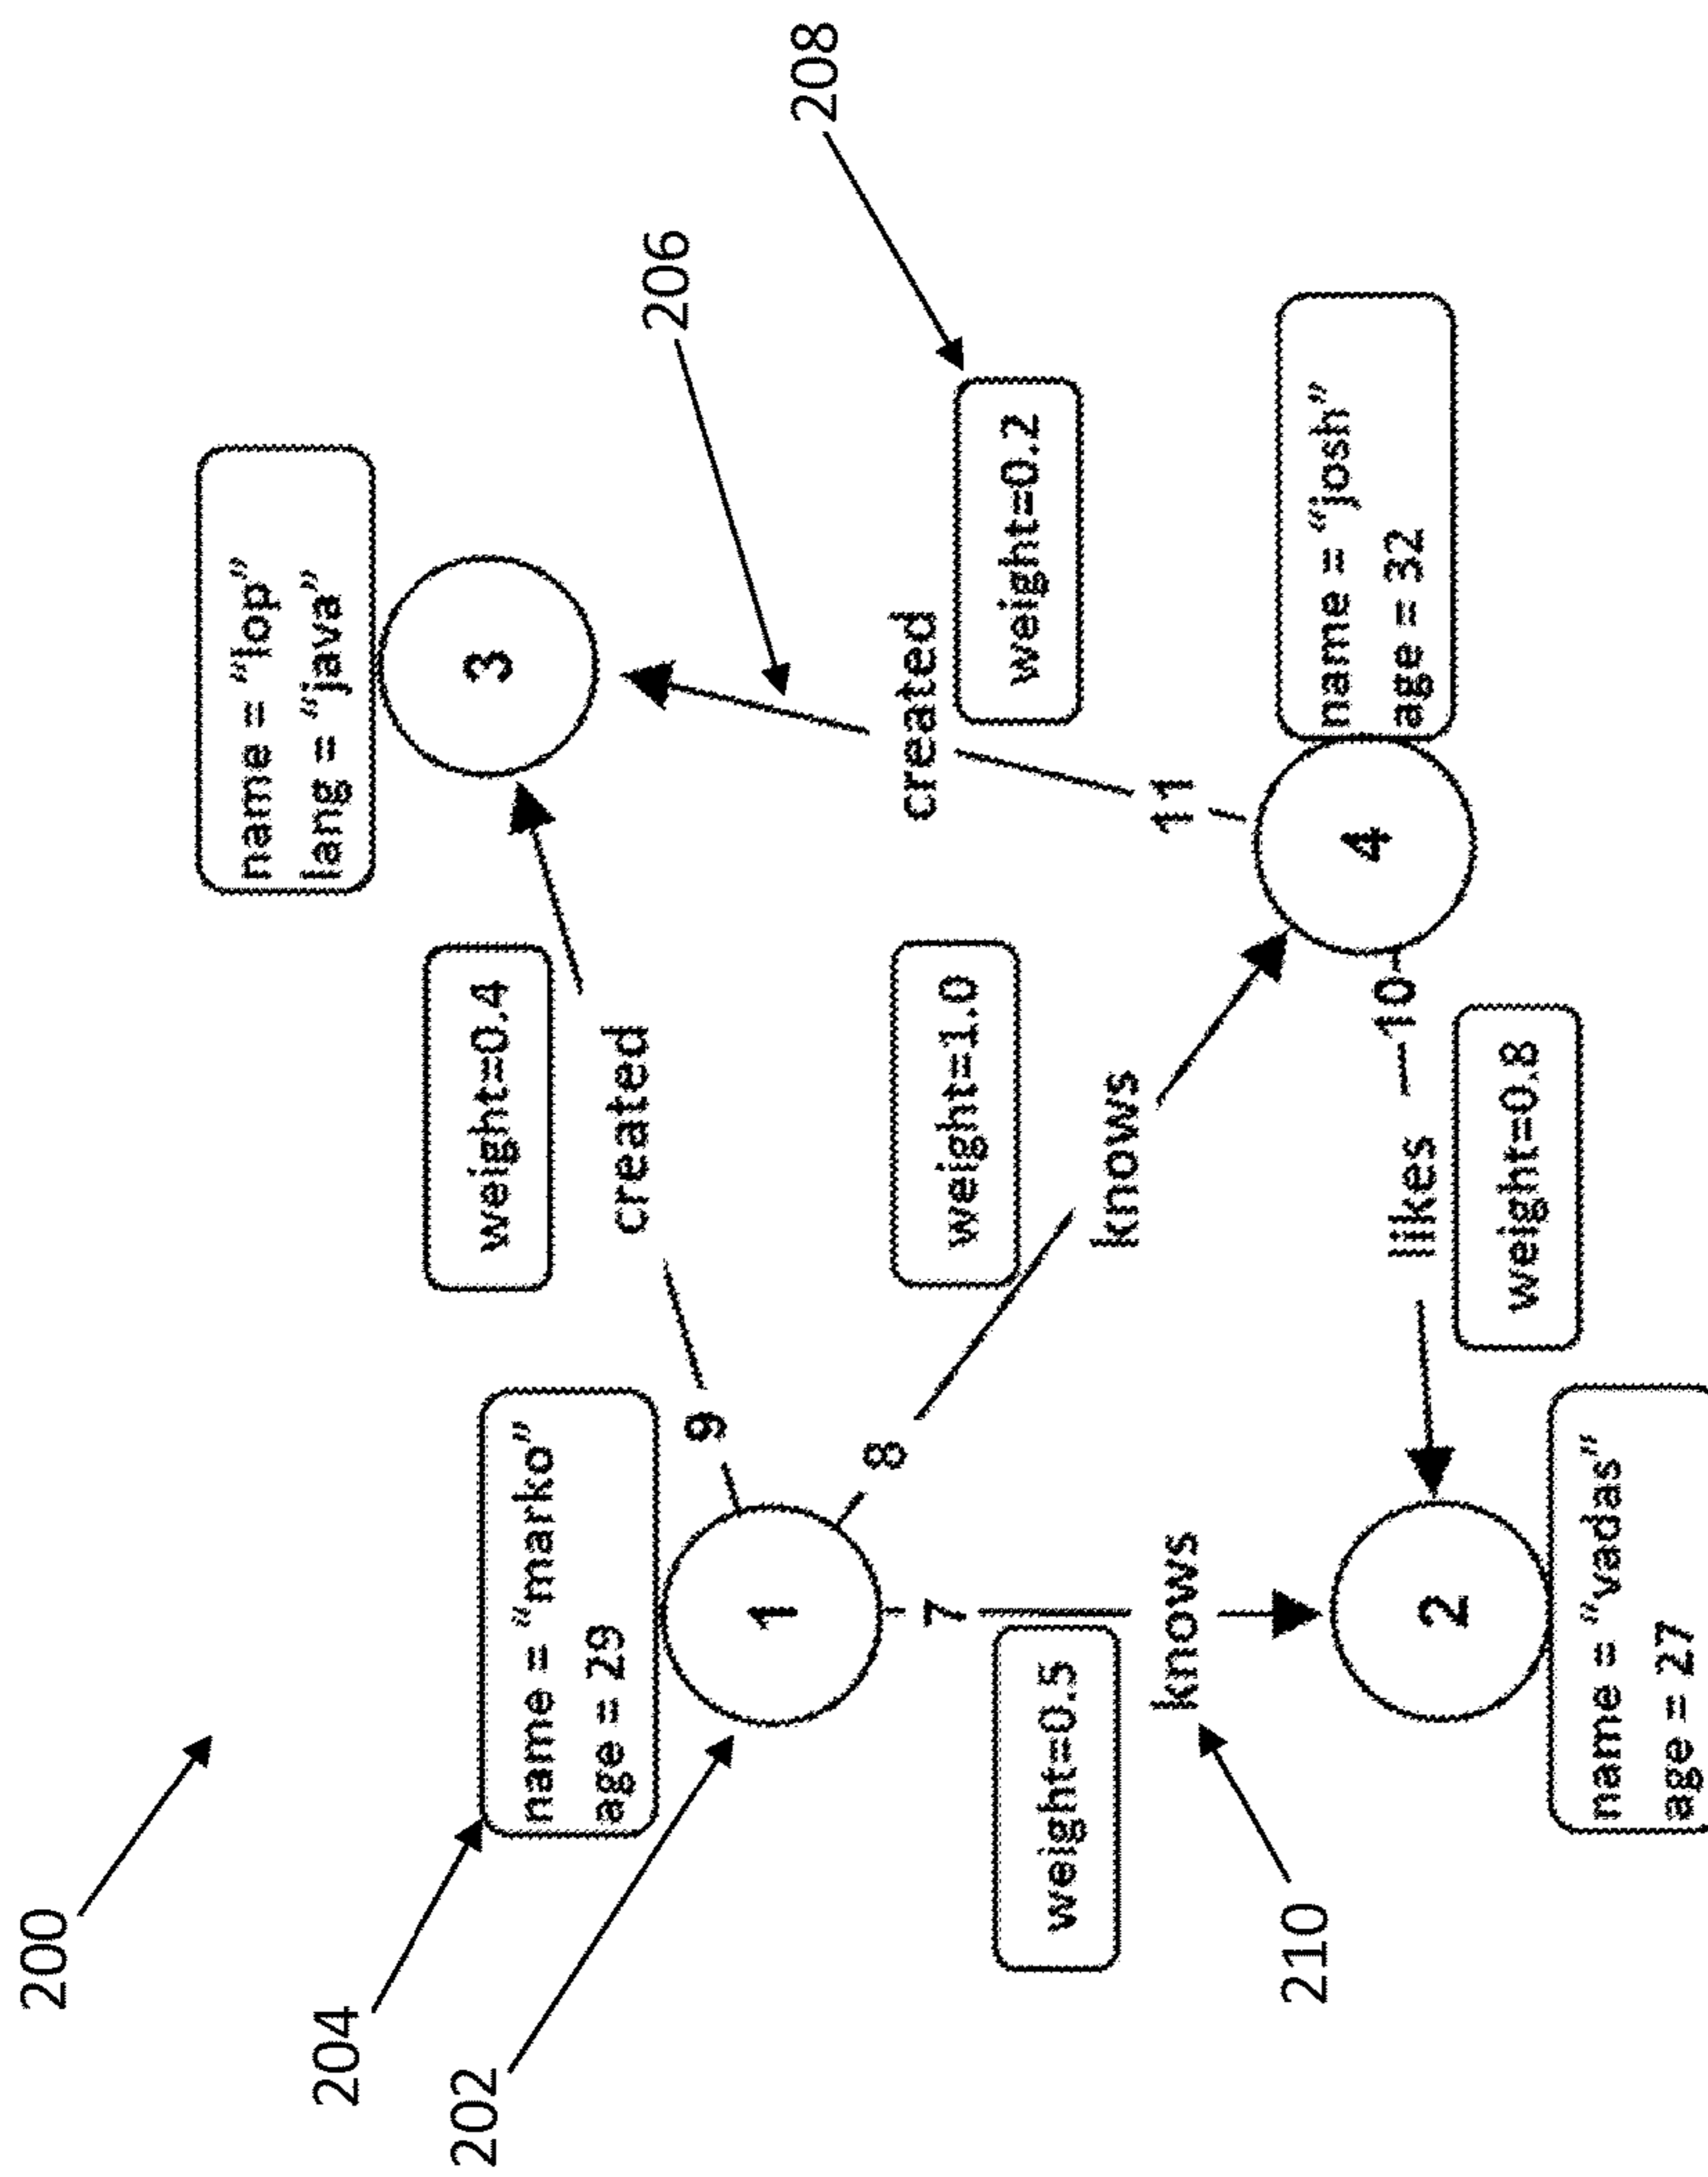 200
name = “lop”
lang = “java”
204
202
weight=0.4
3
name = “marko”
age = 29
created
206
9
1
208
8
created
7
weight=1.0
weight=0.2
weight=0.5
knows
knows
11
210
name = “josh”
age = 32
4
10
likes
2
weight=0.8
name = “vadas”
age = 27